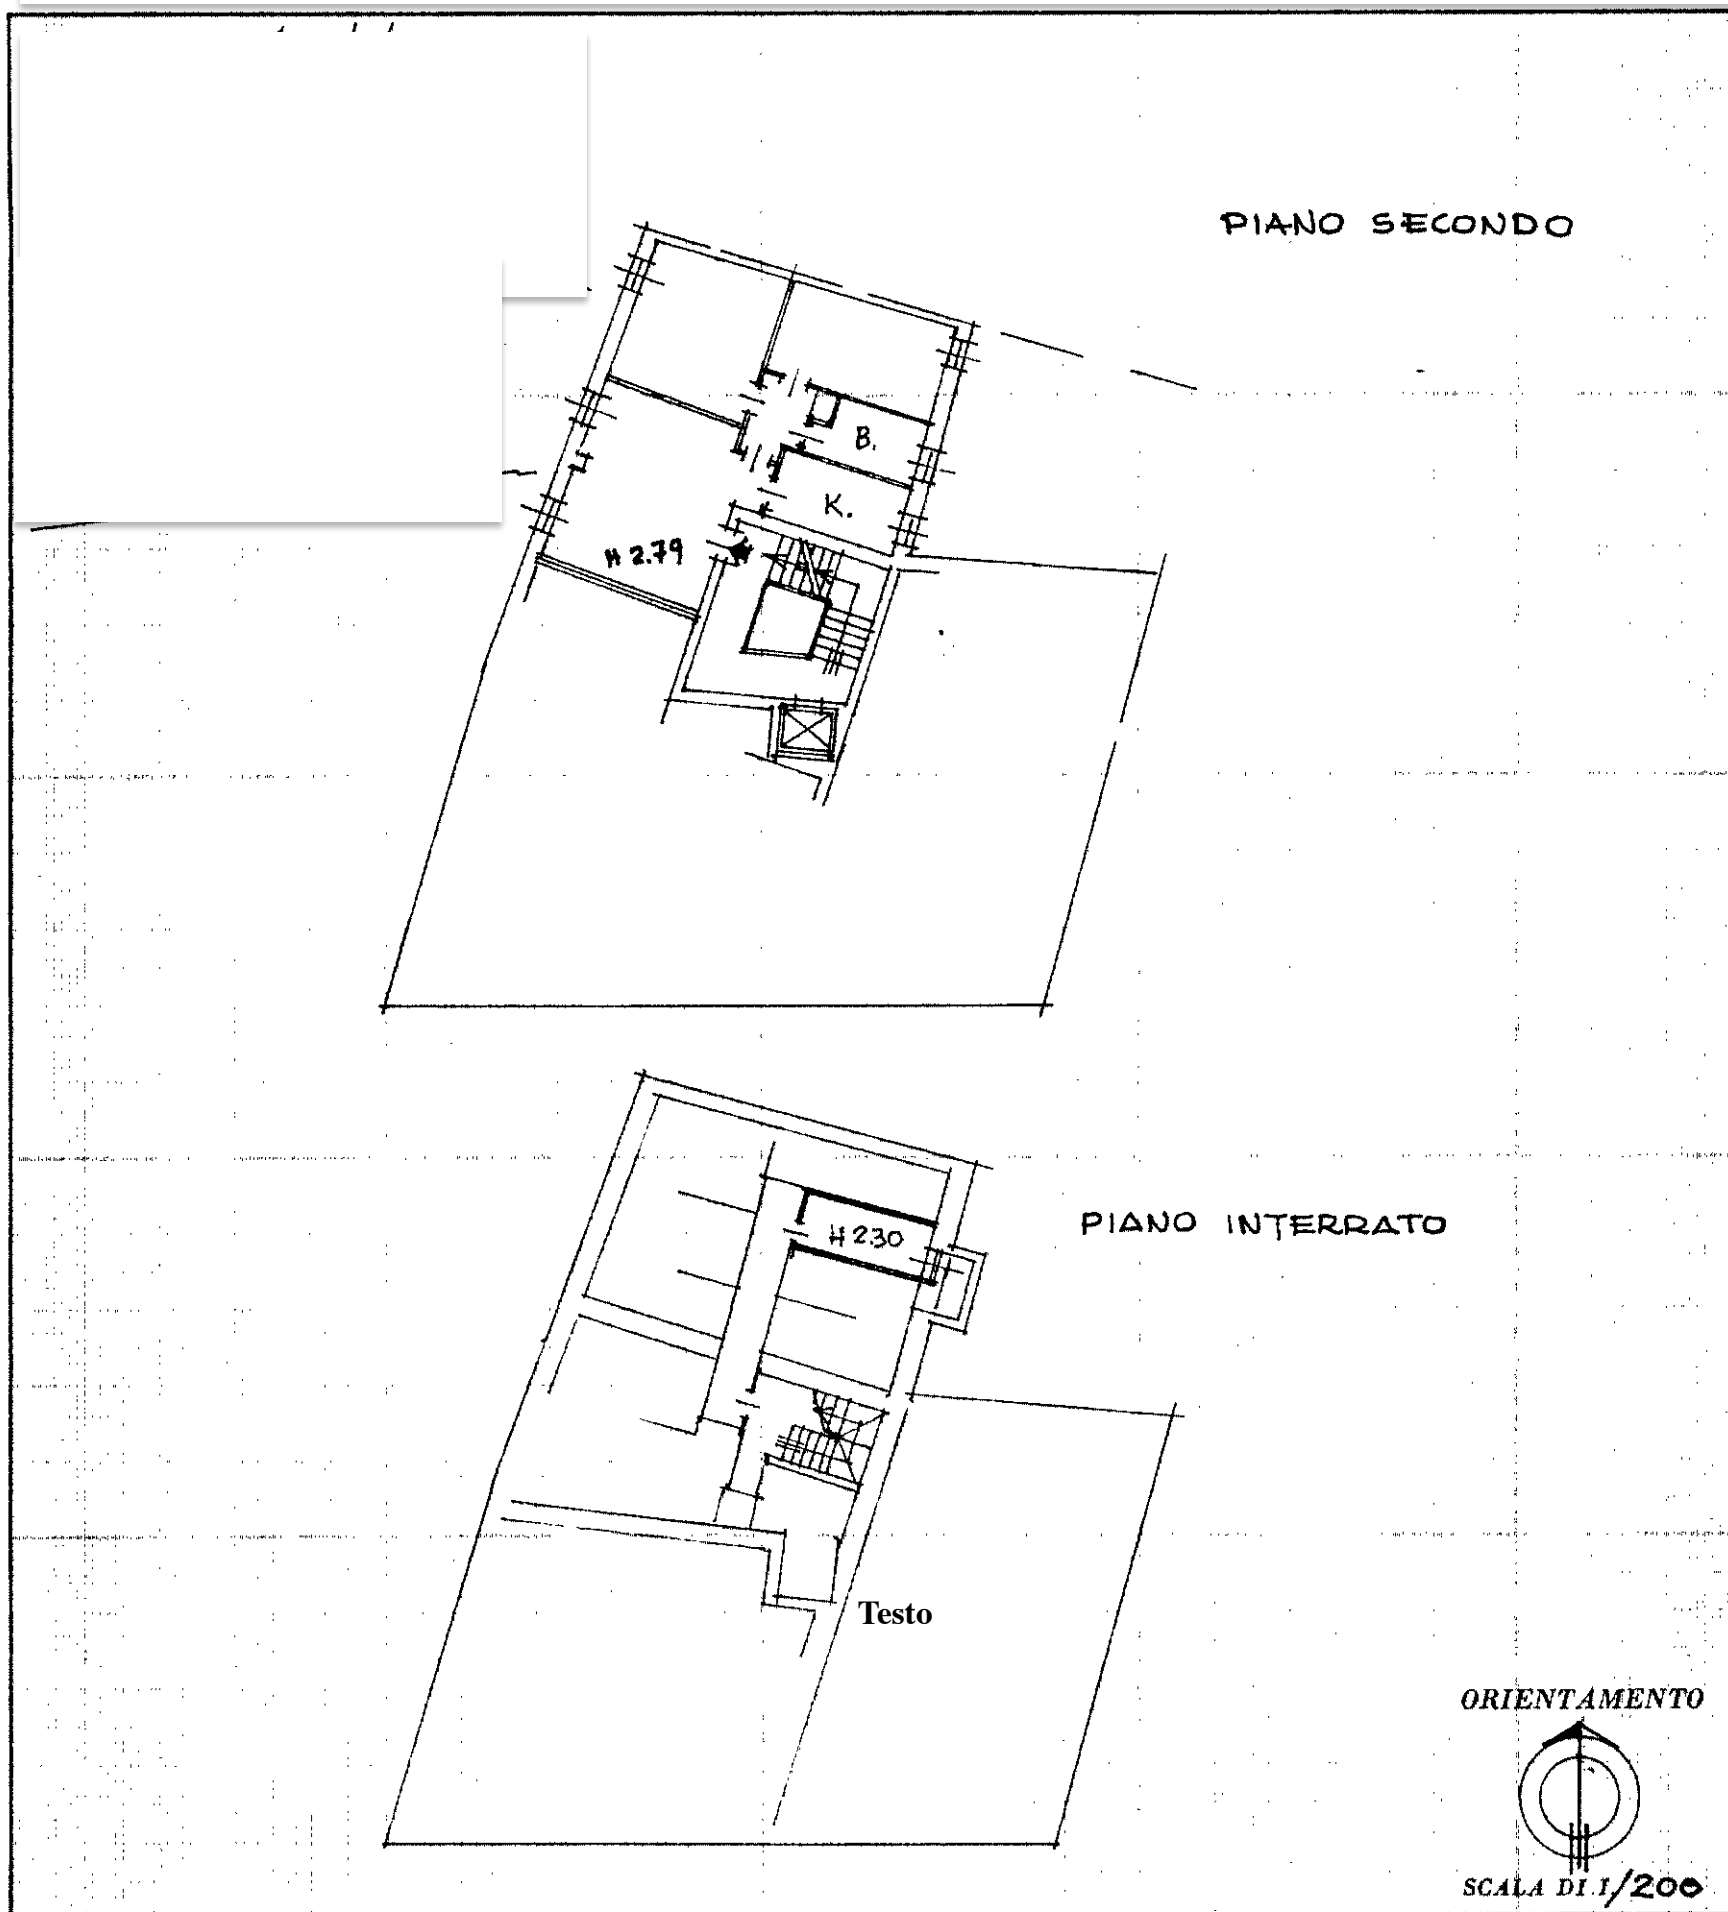 PIANO SECONDO
B.
K.
H 2.79
PIANO INTERRATO
H 2.30
Testo
ORIENTAMENTO
SCALA DI 1/200